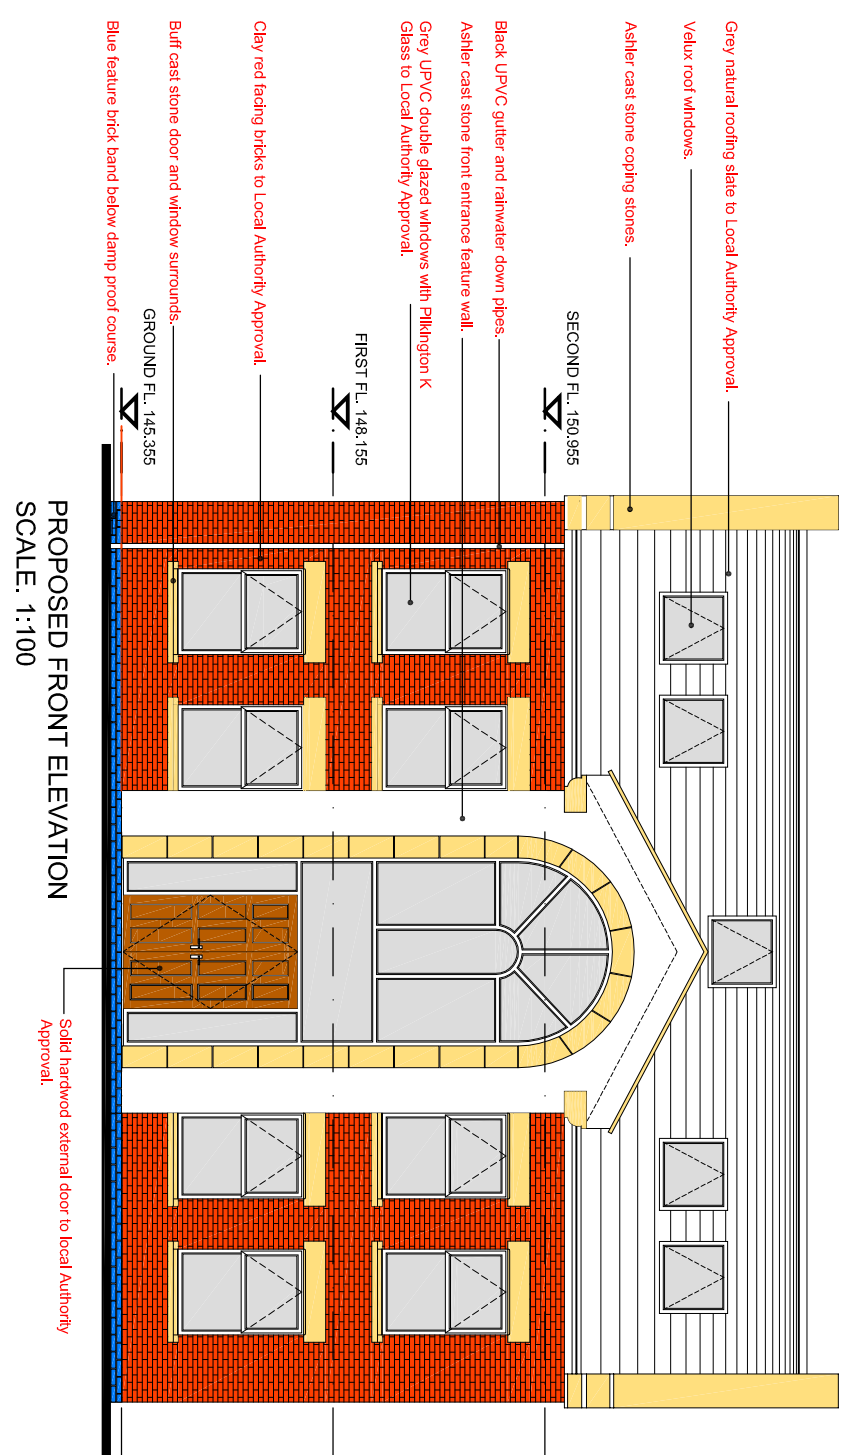 Grey natural roofing slate to Local Authority Approval.
Velux roof windows.
Ashler cast stone coping stones.
SECOND FL. 150.955
Black UPVC gutter and rainwater down pipes.
Ashler cast stone front entrance feature wall.
Grey UPVC double glazed windows with Pilkington K
Glass to Local Authority Approval.
FIRST FL. 148.155
Clay red facing bricks to Local Authority Approval.
Buff cast stone door and window surrounds.
GROUND FL. 145.355
Blue feature brick band below damp proof course.
Solid hardwod external door to local Authority
Approval.
PROPOSED FRONT ELEVATION
SCALE. 1:100